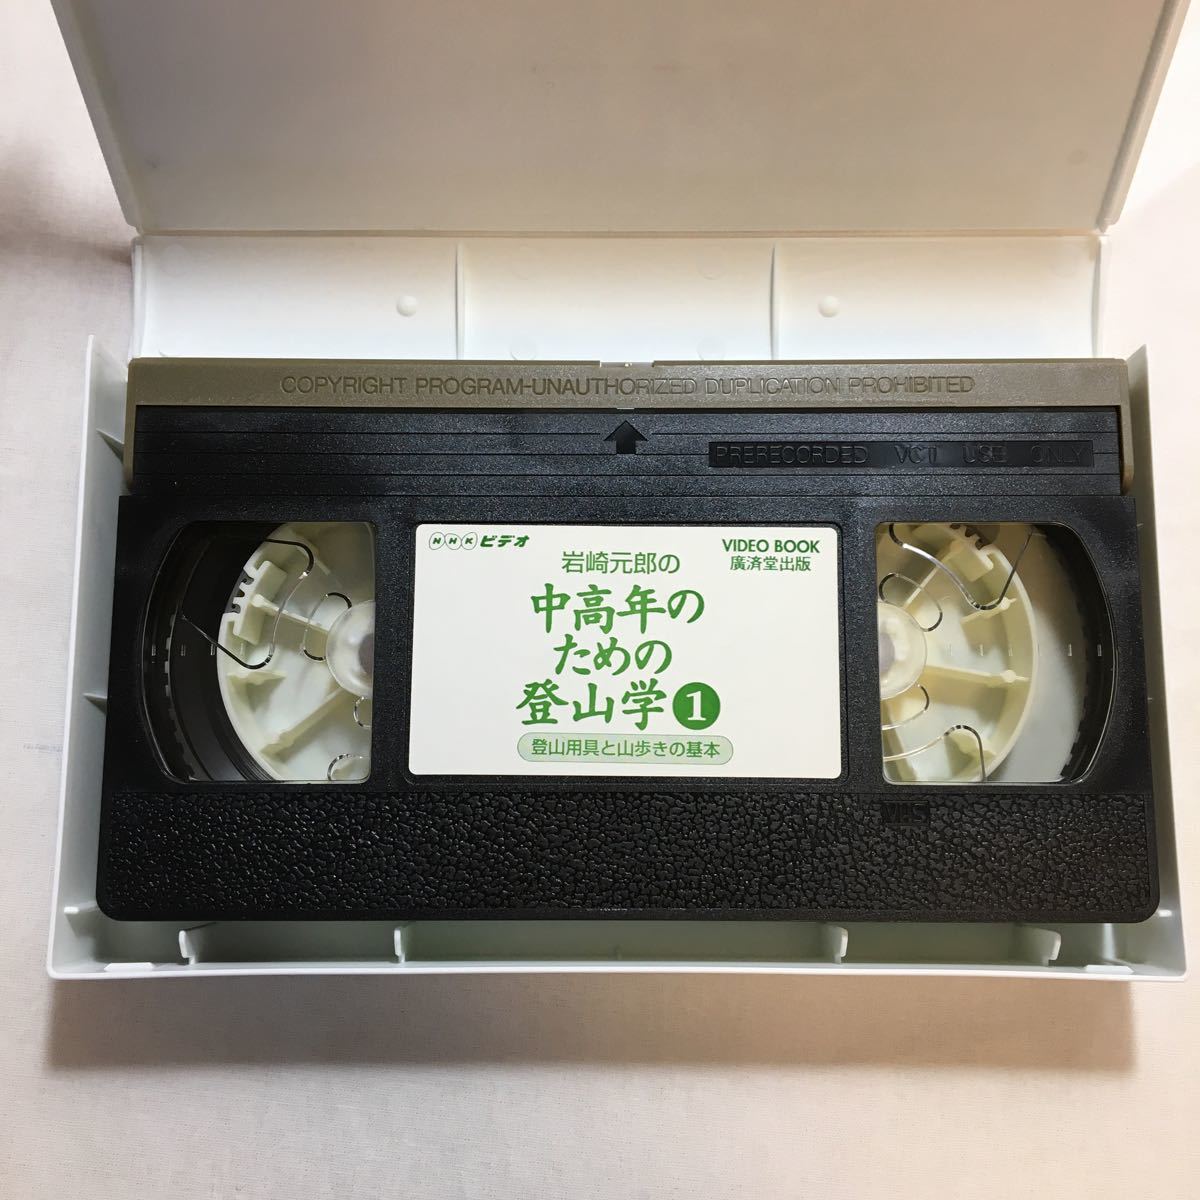 COPYRIGHT PROGRAM-UNAUTHORIZED DUPLICATION PROHIBITED
PRERECORDED VCT USE ONLY
NHKビデオ
VIDEO BOOK
廣済堂出版
岩崎元郎の
中高年の
ための
登山学1
登山用具と山歩きの基本
VHS